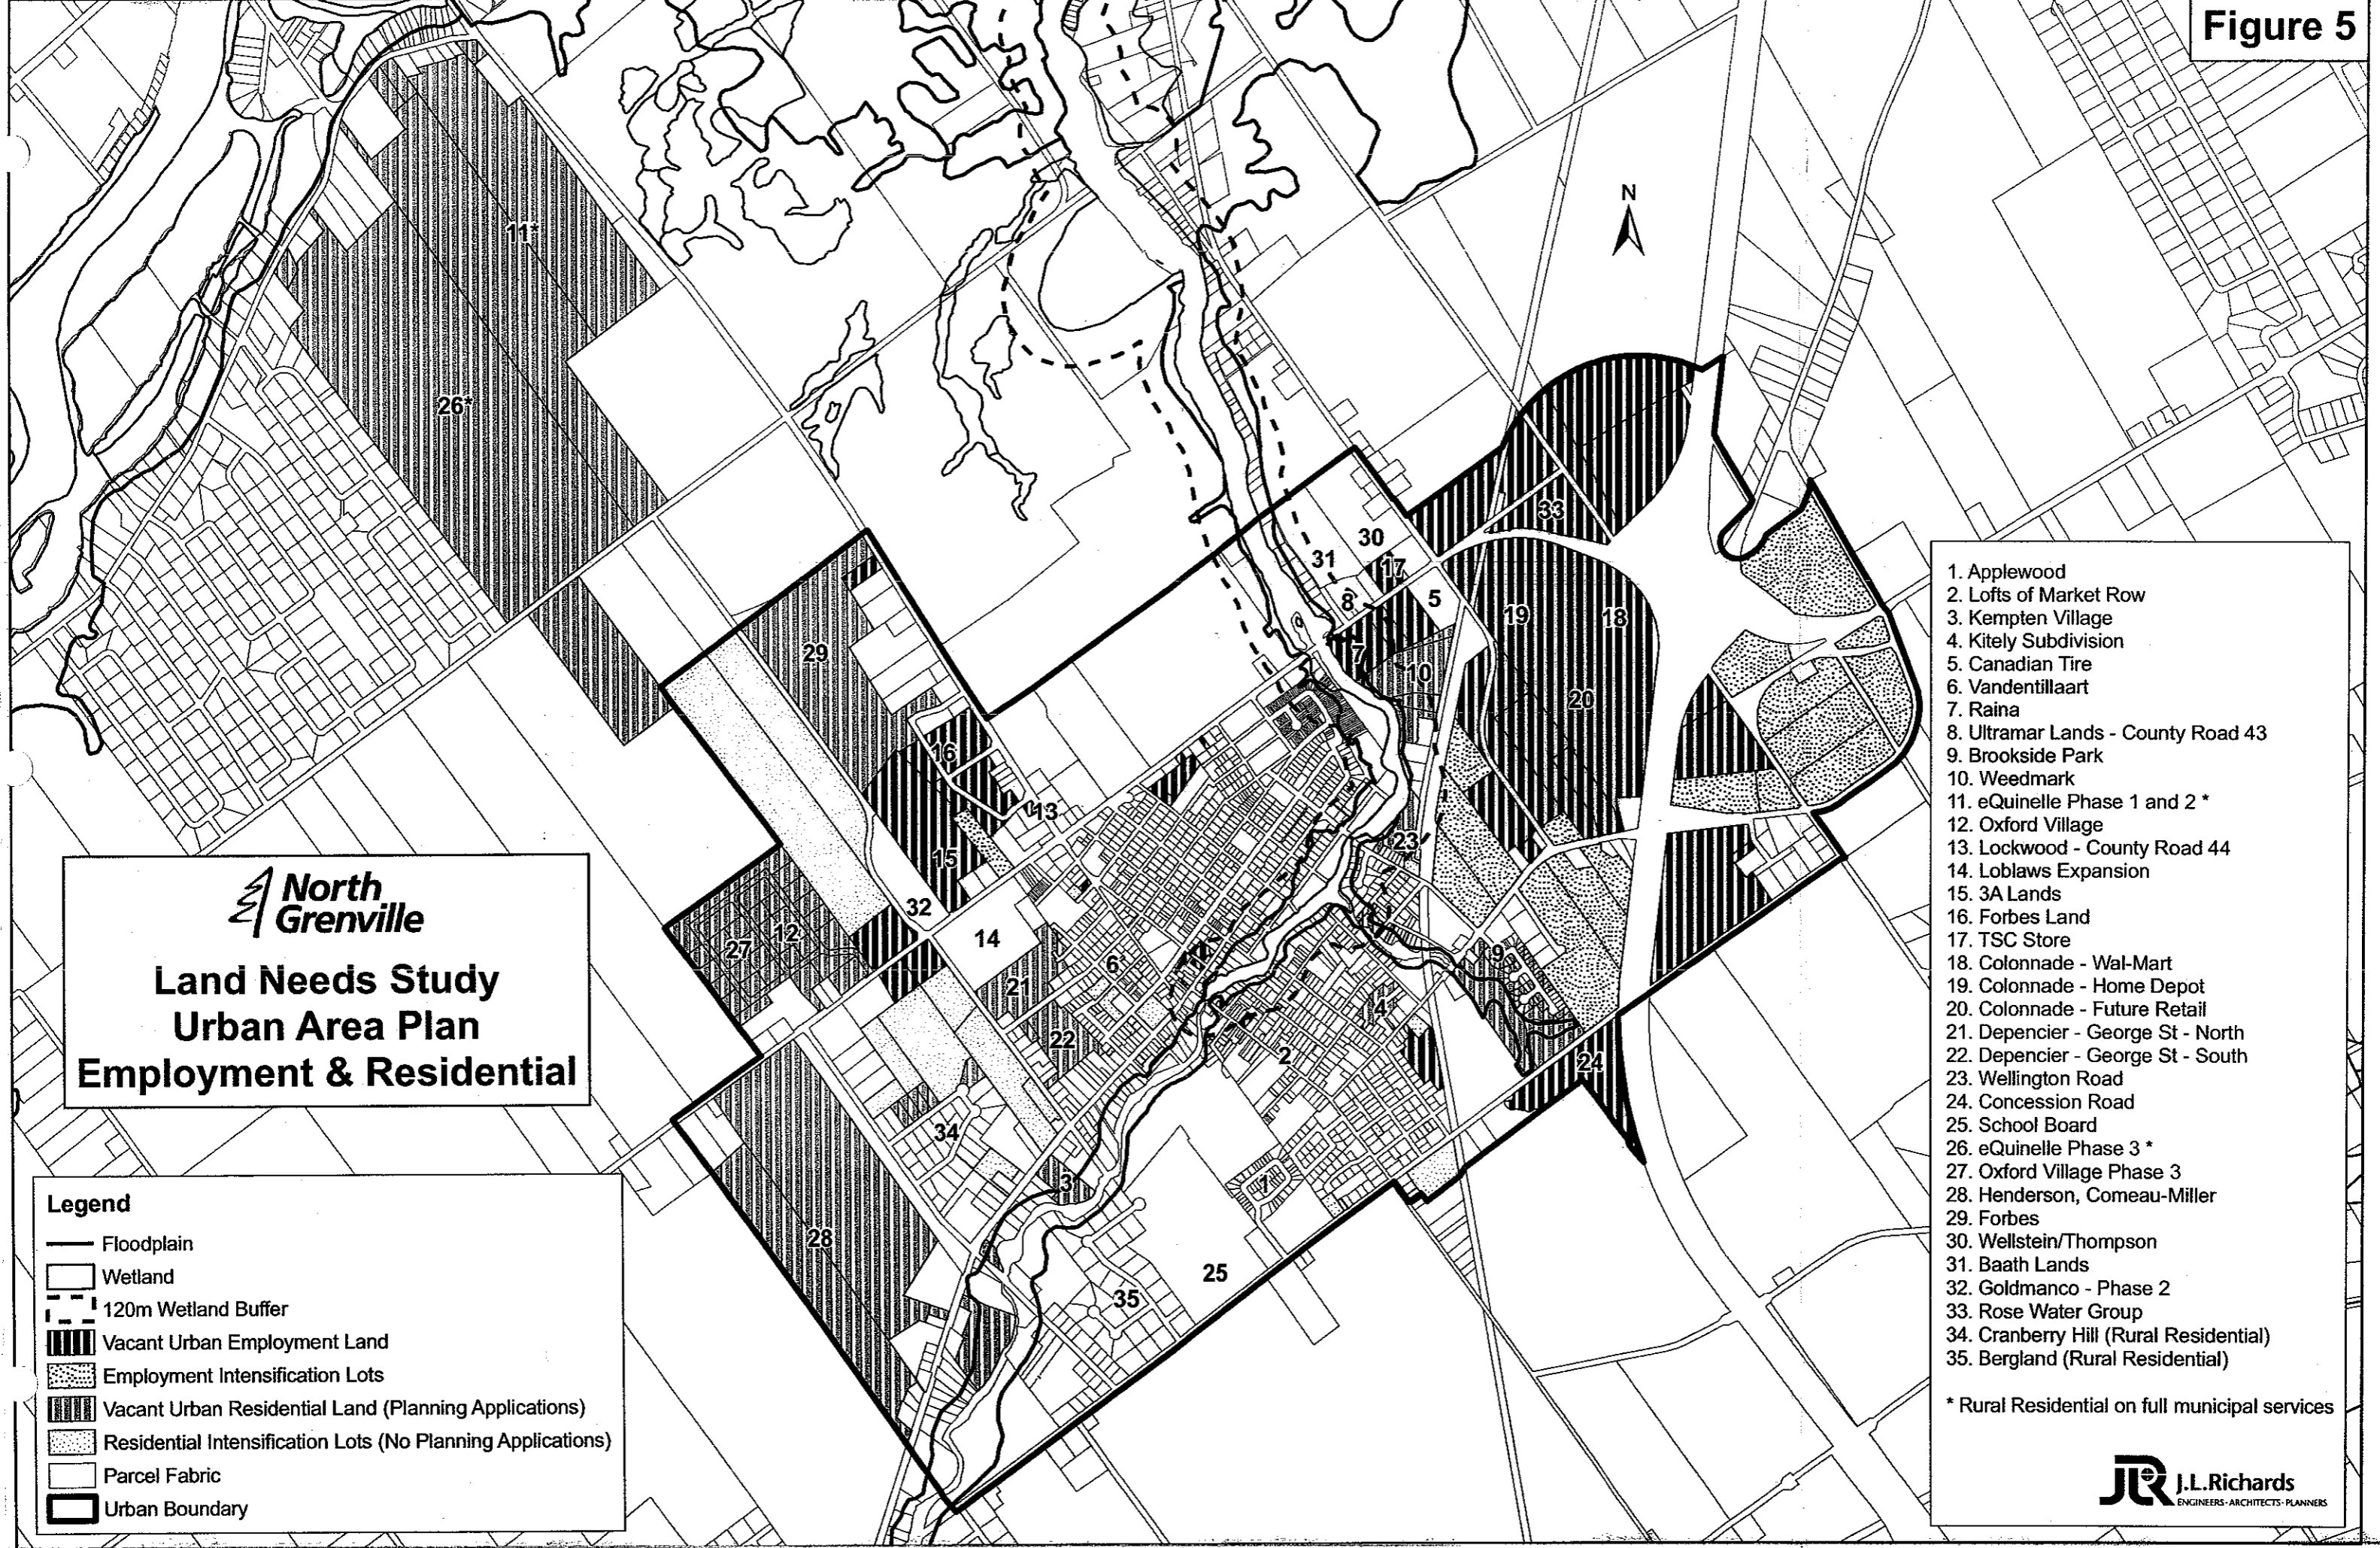 Figure 5
N
11*
26*
33
30
31
17
8
5
19
18
7
10
20
29
16
13
15
23
32
14
27
12
6
21
9
4
22
2
24
34
3
1
28
25
35
North
Grenville
Land Needs Study
Urban Area Plan
Employment & Residential
Legend
Floodplain
Wetland
120m Wetland Buffer
Vacant Urban Employment Land
Employment Intensification Lots
Vacant Urban Residential Land (Planning Applications)
Residential Intensification Lots (No Planning Applications)
Parcel Fabric
Urban Boundary
1. Applewood
2. Lofts of Market Row
3. Kempten Village
4. Kitely Subdivision
5. Canadian Tire
6. Vandentillaart
7. Raina
8. Ultramar Lands - County Road 43
9. Brookside Park
10. Weedmark
11. eQuinelle Phase 1 and 2 *
12. Oxford Village
13. Lockwood - County Road 44
14. Loblaws Expansion
15. 3A Lands
16. Forbes Land
17. TSC Store
18. Colonnade - Wal-Mart
19. Colonnade - Home Depot
20. Colonnade - Future Retail
21. Depencier - George St - North
22. Depencier - George St - South
23. Wellington Road
24. Concession Road
25. School Board
26. eQuinelle Phase 3 *
27. Oxford Village Phase 3
28. Henderson, Comeau-Miller
29. Forbes
30. Wellstein/Thompson
31. Baath Lands
32. Goldmanco - Phase 2
33. Rose Water Group
34. Cranberry Hill (Rural Residential)
35. Bergland (Rural Residential)
* Rural Residential on full municipal services
JLR J.L.Richards
ENGINEERS · ARCHITECTS · PLANNERS